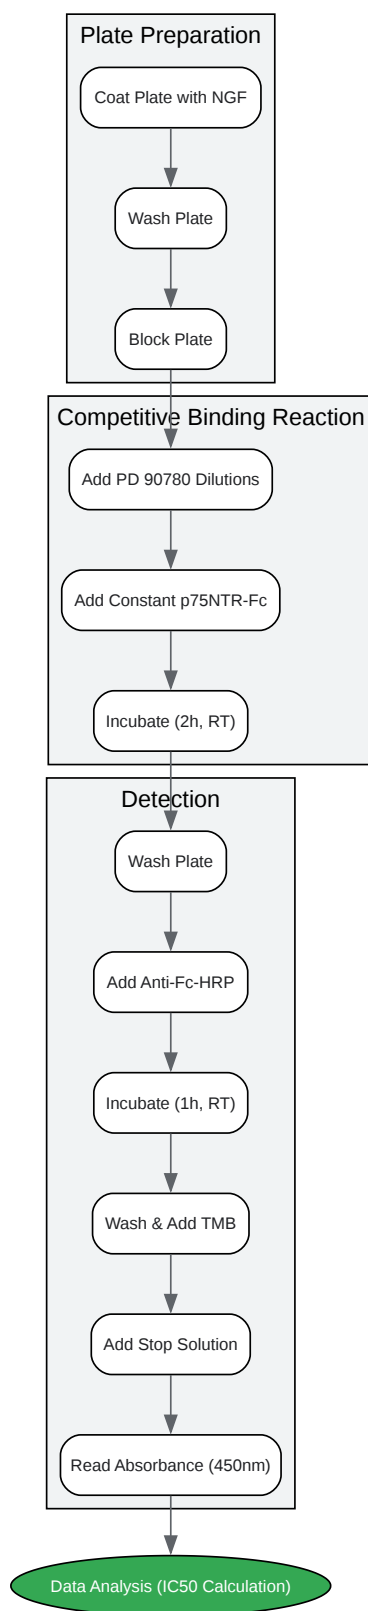 Plate Preparation
Coat Plate with NGF
Wash Plate
Block Plate
Competitive Binding Reaction
Add PD 90780 Dilutions
Add Constant p75NTR-Fc
Incubate (2h, RT)
Detection
Wash Plate
Add Anti-Fc-HRP
Incubate (1h, RT)
Wash & Add TMB
Add Stop Solution
Read Absorbance (450nm)
Data Analysis (IC50 Calculation)